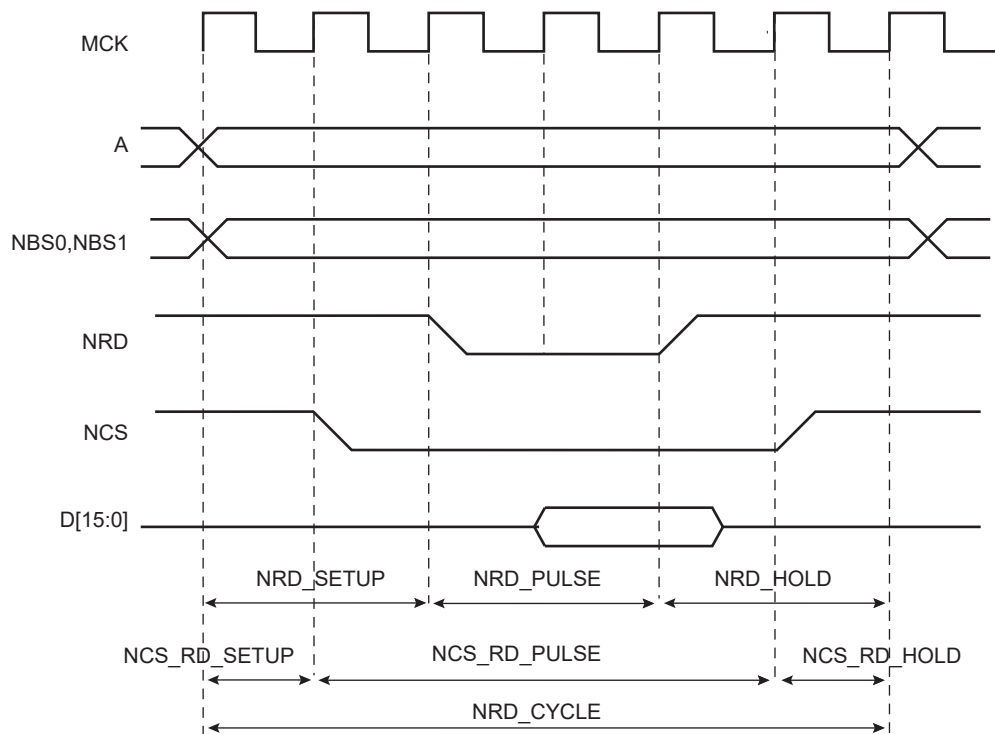 MCK
A
NBS0,NBS1
NRD
NCS
D[15:0]
NRD_SETUP NRD_PULSE NRD_HOLD
NCS_RD_SETUP NCS_RD_PULSE NCS_RD_HOLD
NRD_CYCLE